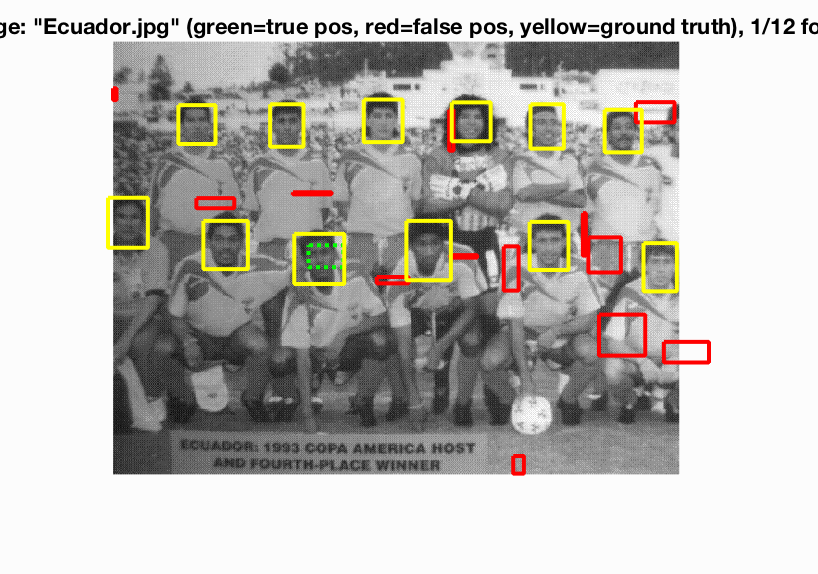 ge: "Ecuador.jpg" (green=true pos, red=false pos, yellow=ground truth), 1/12 fo
ECUADOR: 1993 COPA AMERICA HOST
AND FOURTH-PLACE WINNER